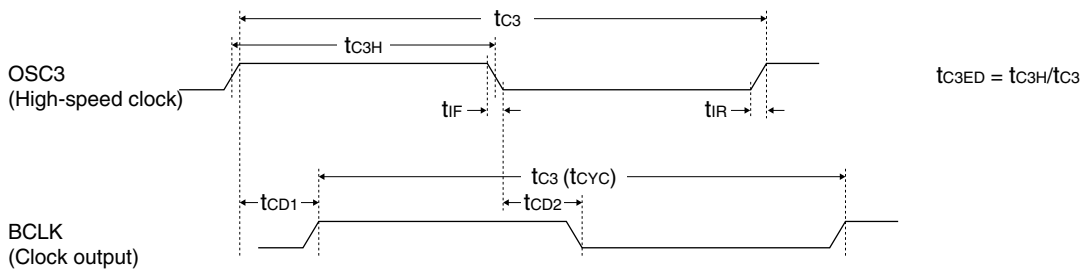 tC3
tC3H
OSC3
(High-speed clock)
tC3ED = tC3H/tC3
tIF
tIR
tC3 (tCYC)
tCD1
tCD2
BCLK
(Clock output)